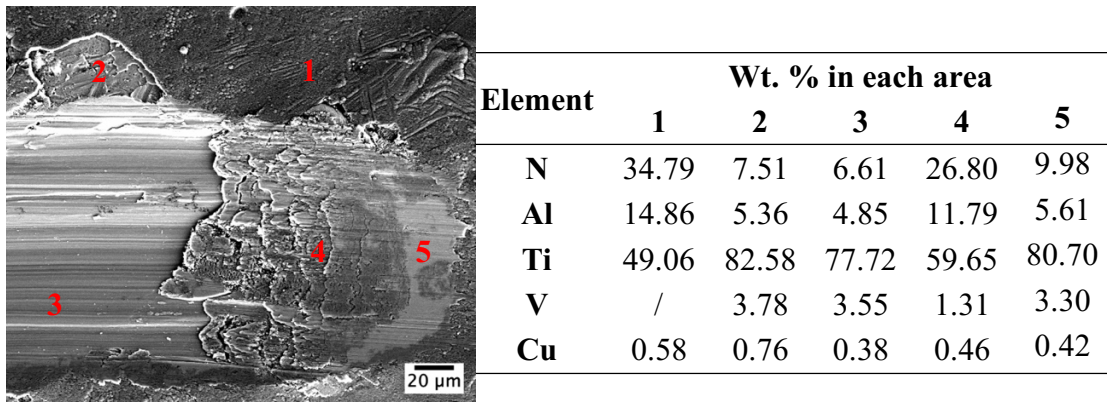 1
2
3
4
5
20 µm
Element Wt. % in each area
1 2 3 4 5
N 34.79 7.51 6.61 26.80 9.98
Al 14.86 5.36 4.85 11.79 5.61
Ti 49.06 82.58 77.72 59.65 80.70
V / 3.78 3.55 1.31 3.30
Cu 0.58 0.76 0.38 0.46 0.42